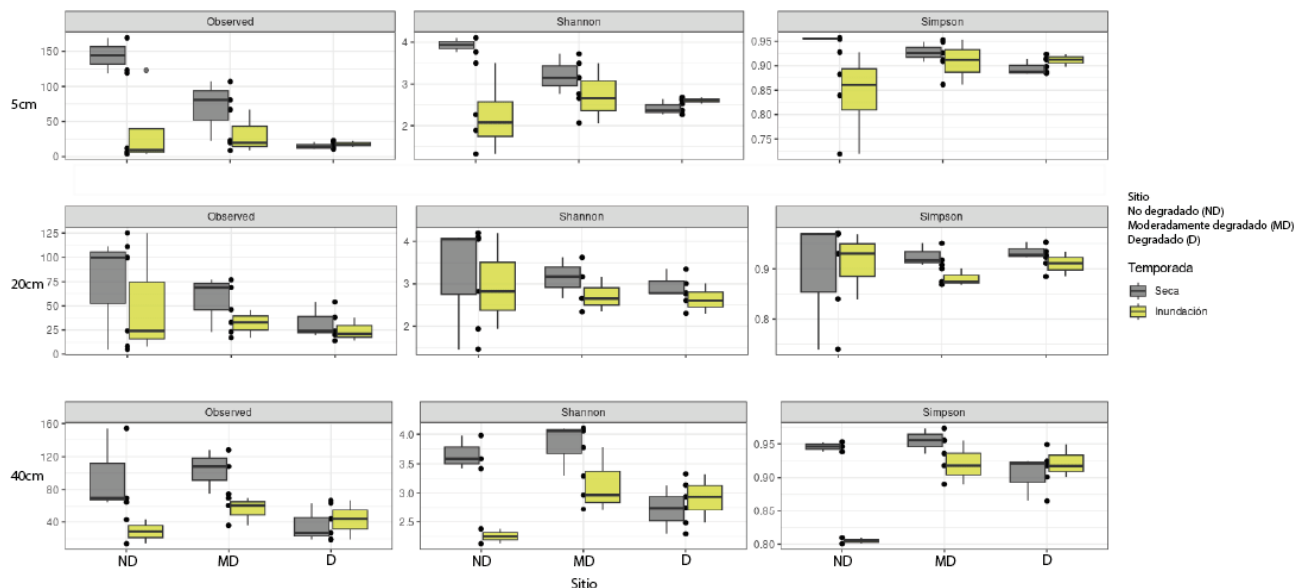 Observed Shannon Simpson
5cm
150
100
50
0
4
3
2
0.95
0.90
0.85
0.80
0.75
Observed Shannon Simpson
20cm
125
100
75
50
25
0
4
3
2
0.9
0.8
Observed Shannon Simpson
40cm
160
120
80
40
4.0
3.5
3.0
2.5
0.95
0.90
0.85
0.80
ND MD D ND MD D ND MD D
Sitio
Sitio
No degradado (ND)
Moderadamente degradado (MD)
Degradado (D)
Temporada
Seca
Inundación